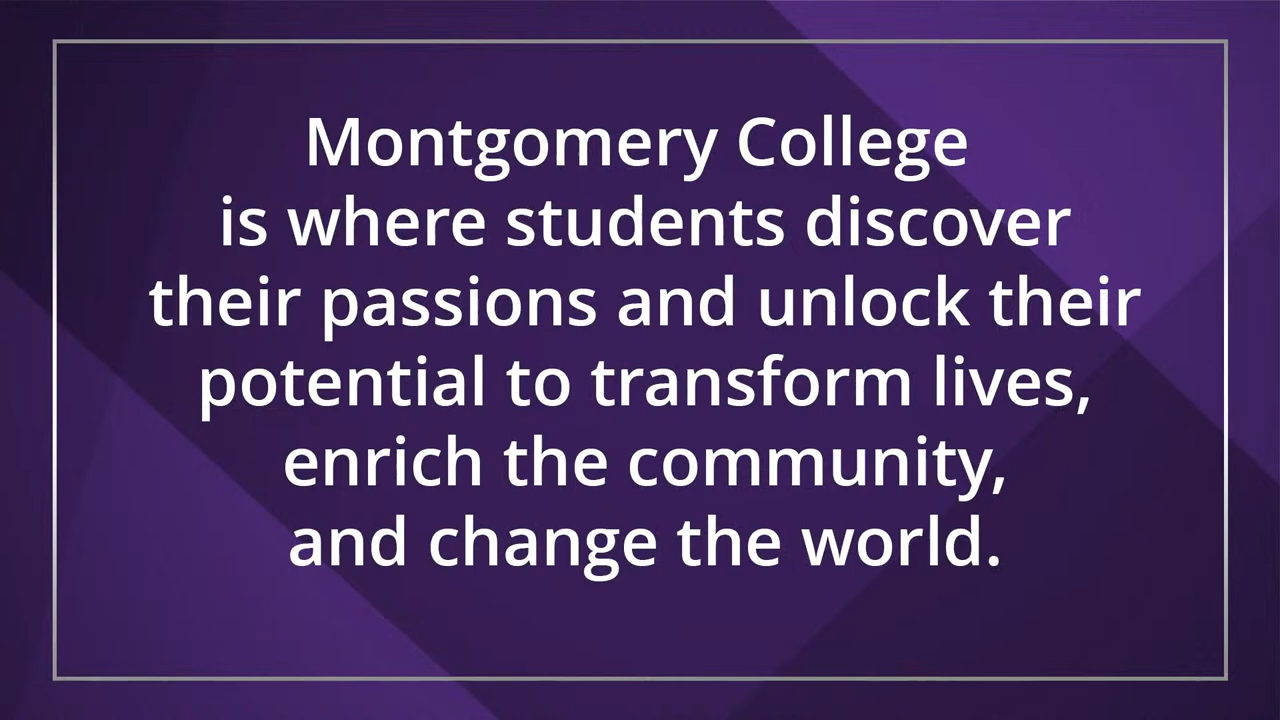 Montgomery College
is where students discover
their passions and unlock their
potential to transform lives,
enrich the community,
and change the world.